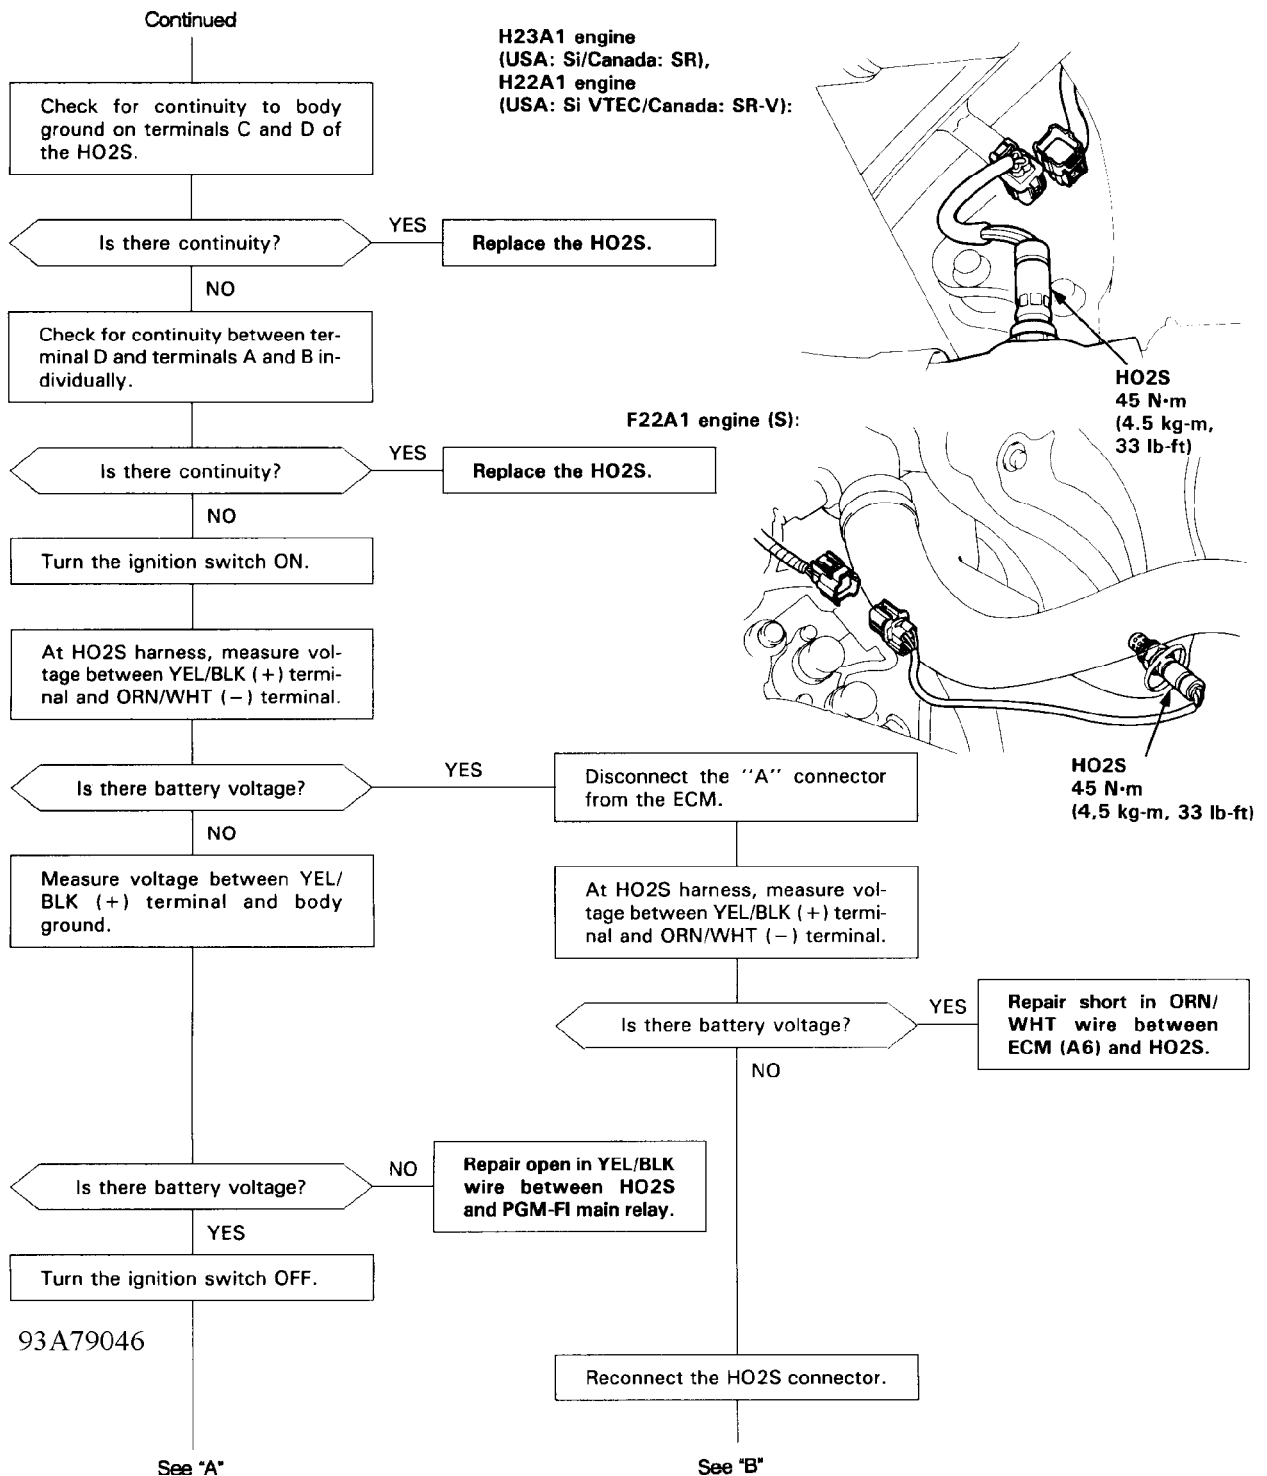 Continued
H23A1 engine
(USA: Si/Canada: SR),
H22A1 engine
(USA: Si VTEC/Canada: SR-V):
Check for continuity to body
ground on terminals C and D of
the HO2S.
Is there continuity?
YES
Replace the HO2S.
NO
Check for continuity between ter-
minal D and terminals A and B in-
dividually.
HO2S
45 N·m
(4.5 kg-m,
33 lb-ft)
F22A1 engine (S):
Is there continuity?
YES
Replace the HO2S.
NO
Turn the ignition switch ON.
At HO2S harness, measure vol-
tage between YEL/BLK (+) termi-
nal and ORN/WHT (−) terminal.
HO2S
45 N·m
(4,5 kg-m, 33 lb-ft)
Is there battery voltage?
YES
Disconnect the ''A'' connector
from the ECM.
NO
Measure voltage between YEL/
BLK (+) terminal and body
ground.
At HO2S harness, measure vol-
tage between YEL/BLK (+) termi-
nal and ORN/WHT (−) terminal.
Is there battery voltage?
YES
Repair short in ORN/
WHT wire between
ECM (A6) and HO2S.
NO
Is there battery voltage?
NO
Repair open in YEL/BLK
wire between HO2S
and PGM-FI main relay.
YES
Turn the ignition switch OFF.
93A79046
Reconnect the HO2S connector.
See "A"
See "B"